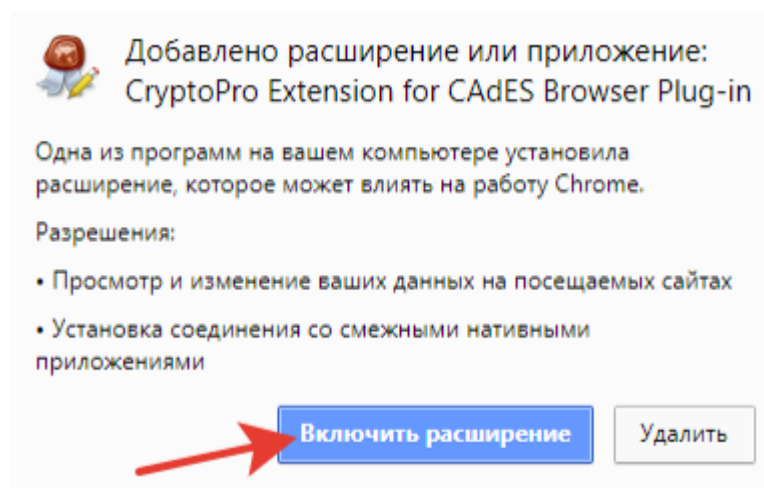 Добавлено расширение или приложение:
CryptoPro Extension for CAdES Browser Plug-in
Одна из программ на вашем компьютере установила
расширение, которое может влиять на работу Chrome.
Разрешения:
• Просмотр и изменение ваших данных на посещаемых сайтах
• Установка соединения со смежными нативными
приложениями
Включить расширение
Удалить